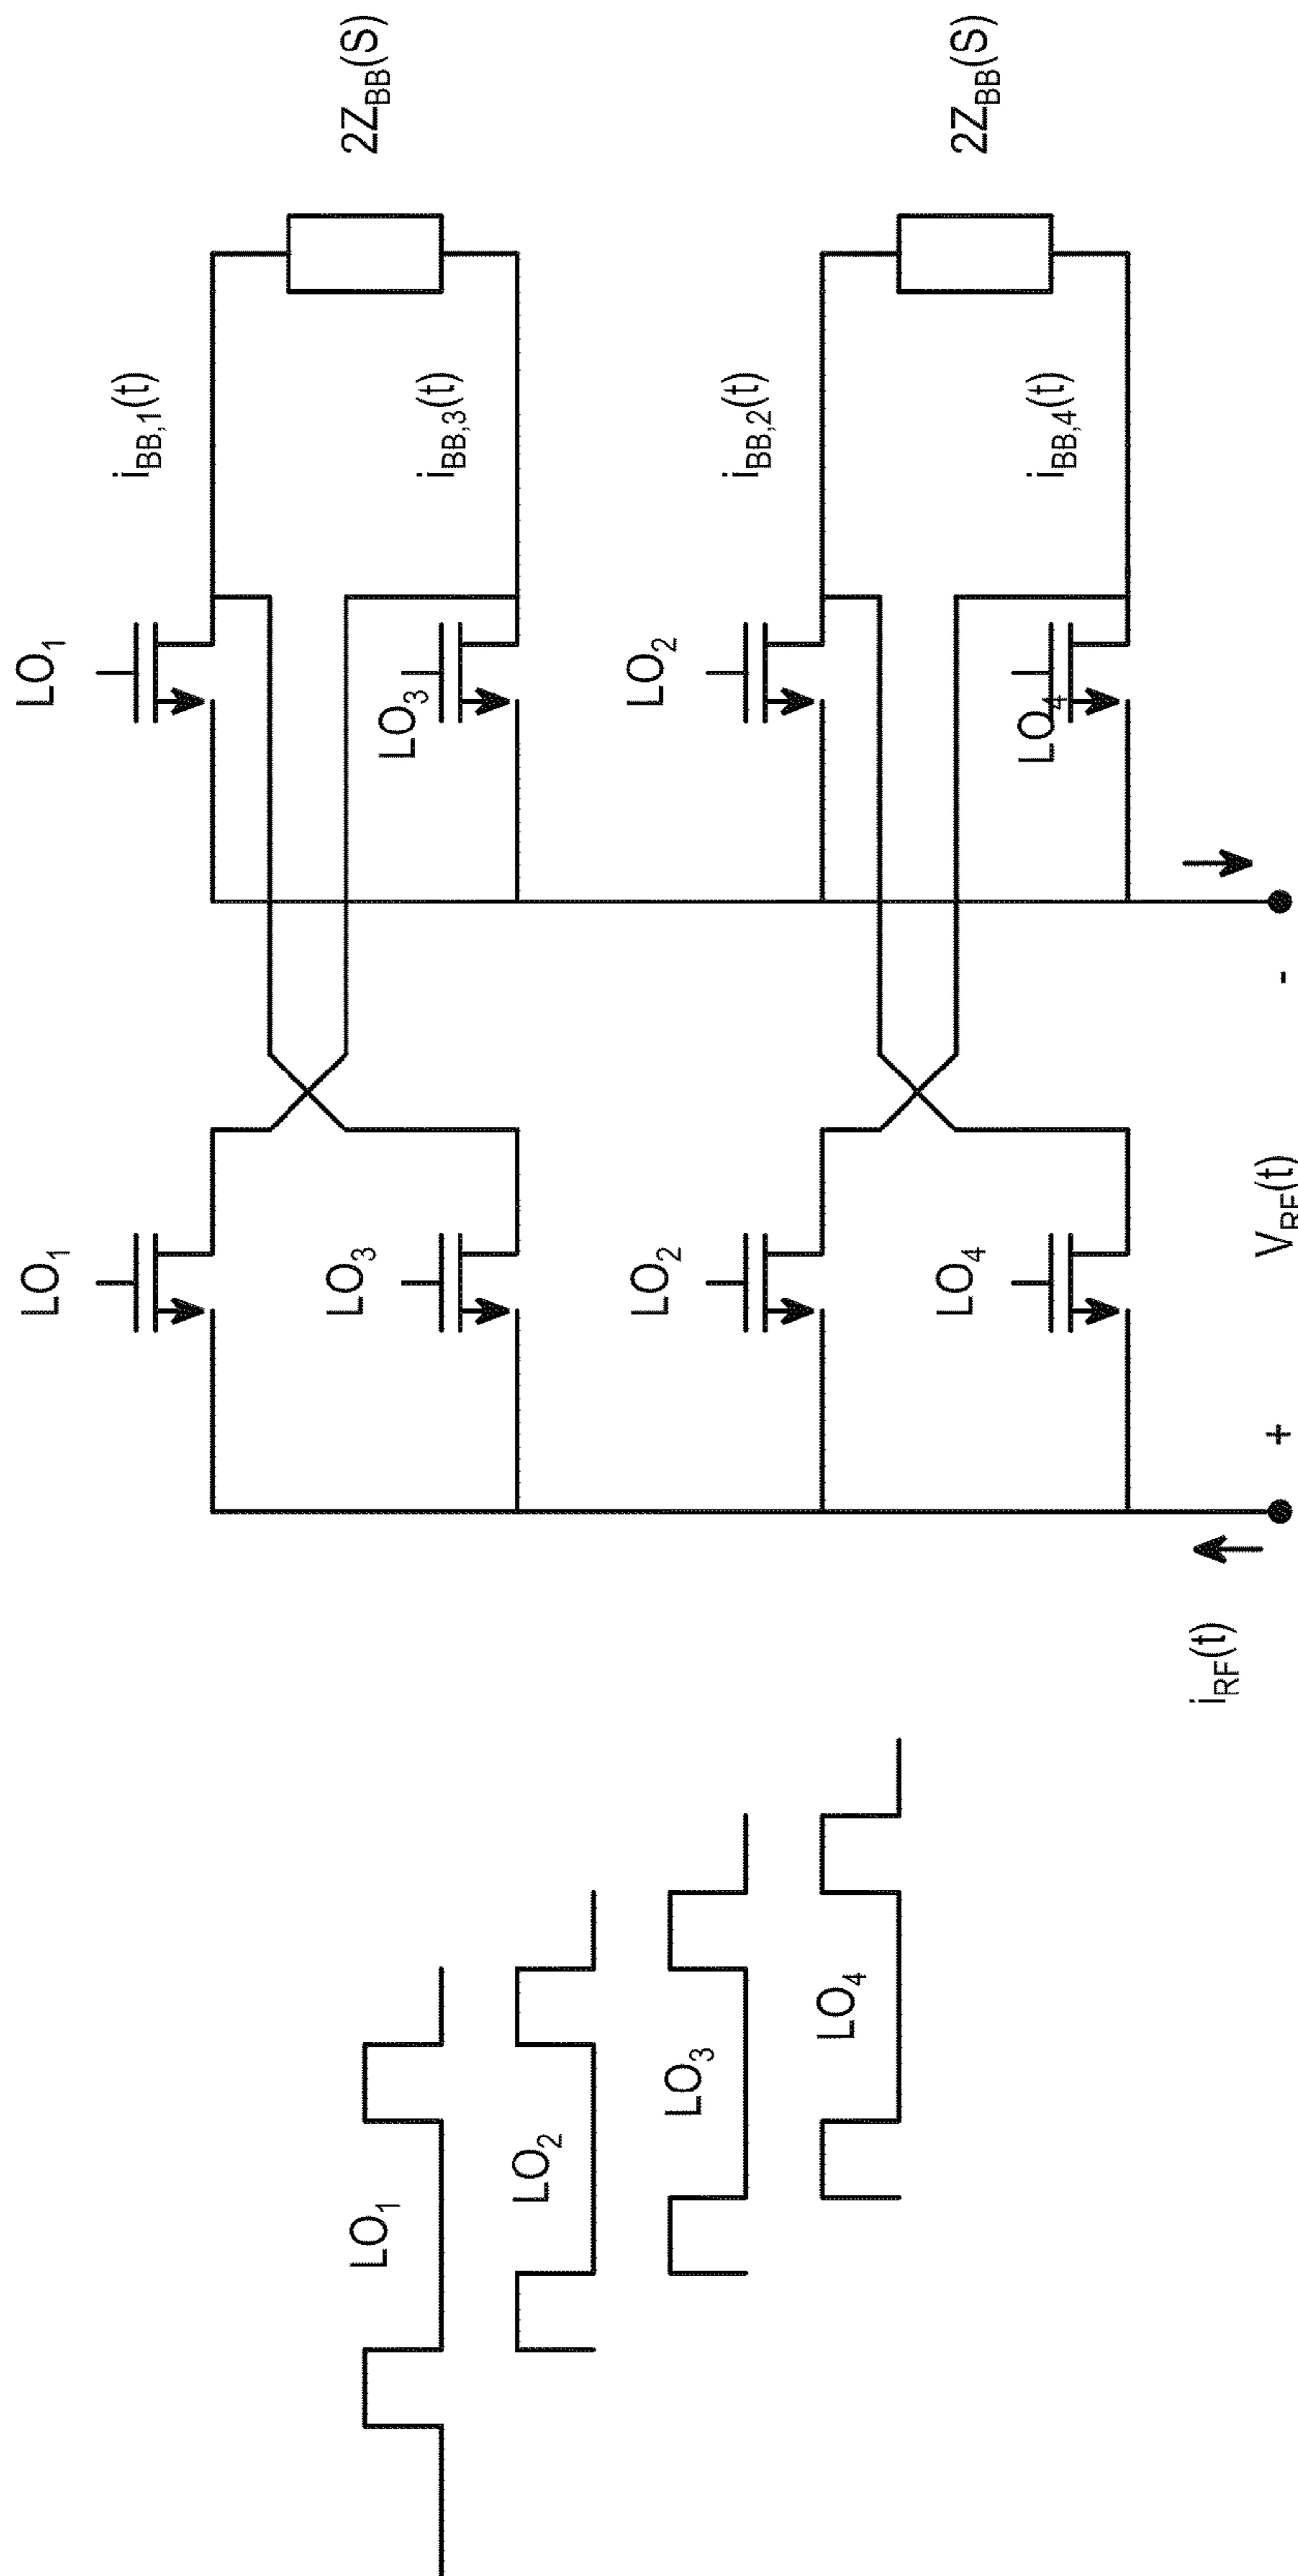 LO₁
LO₂
LO₃
LO₄
LO₁
LO₁
i_BB,1(t)
2Z_BB(S)
LO₃
LO₃
i_BB,3(t)
LO₂
LO₂
i_BB,2(t)
2Z_BB(S)
LO₄
LO₄
i_BB,4(t)
i_RF(t)
+ V_RF(t) -